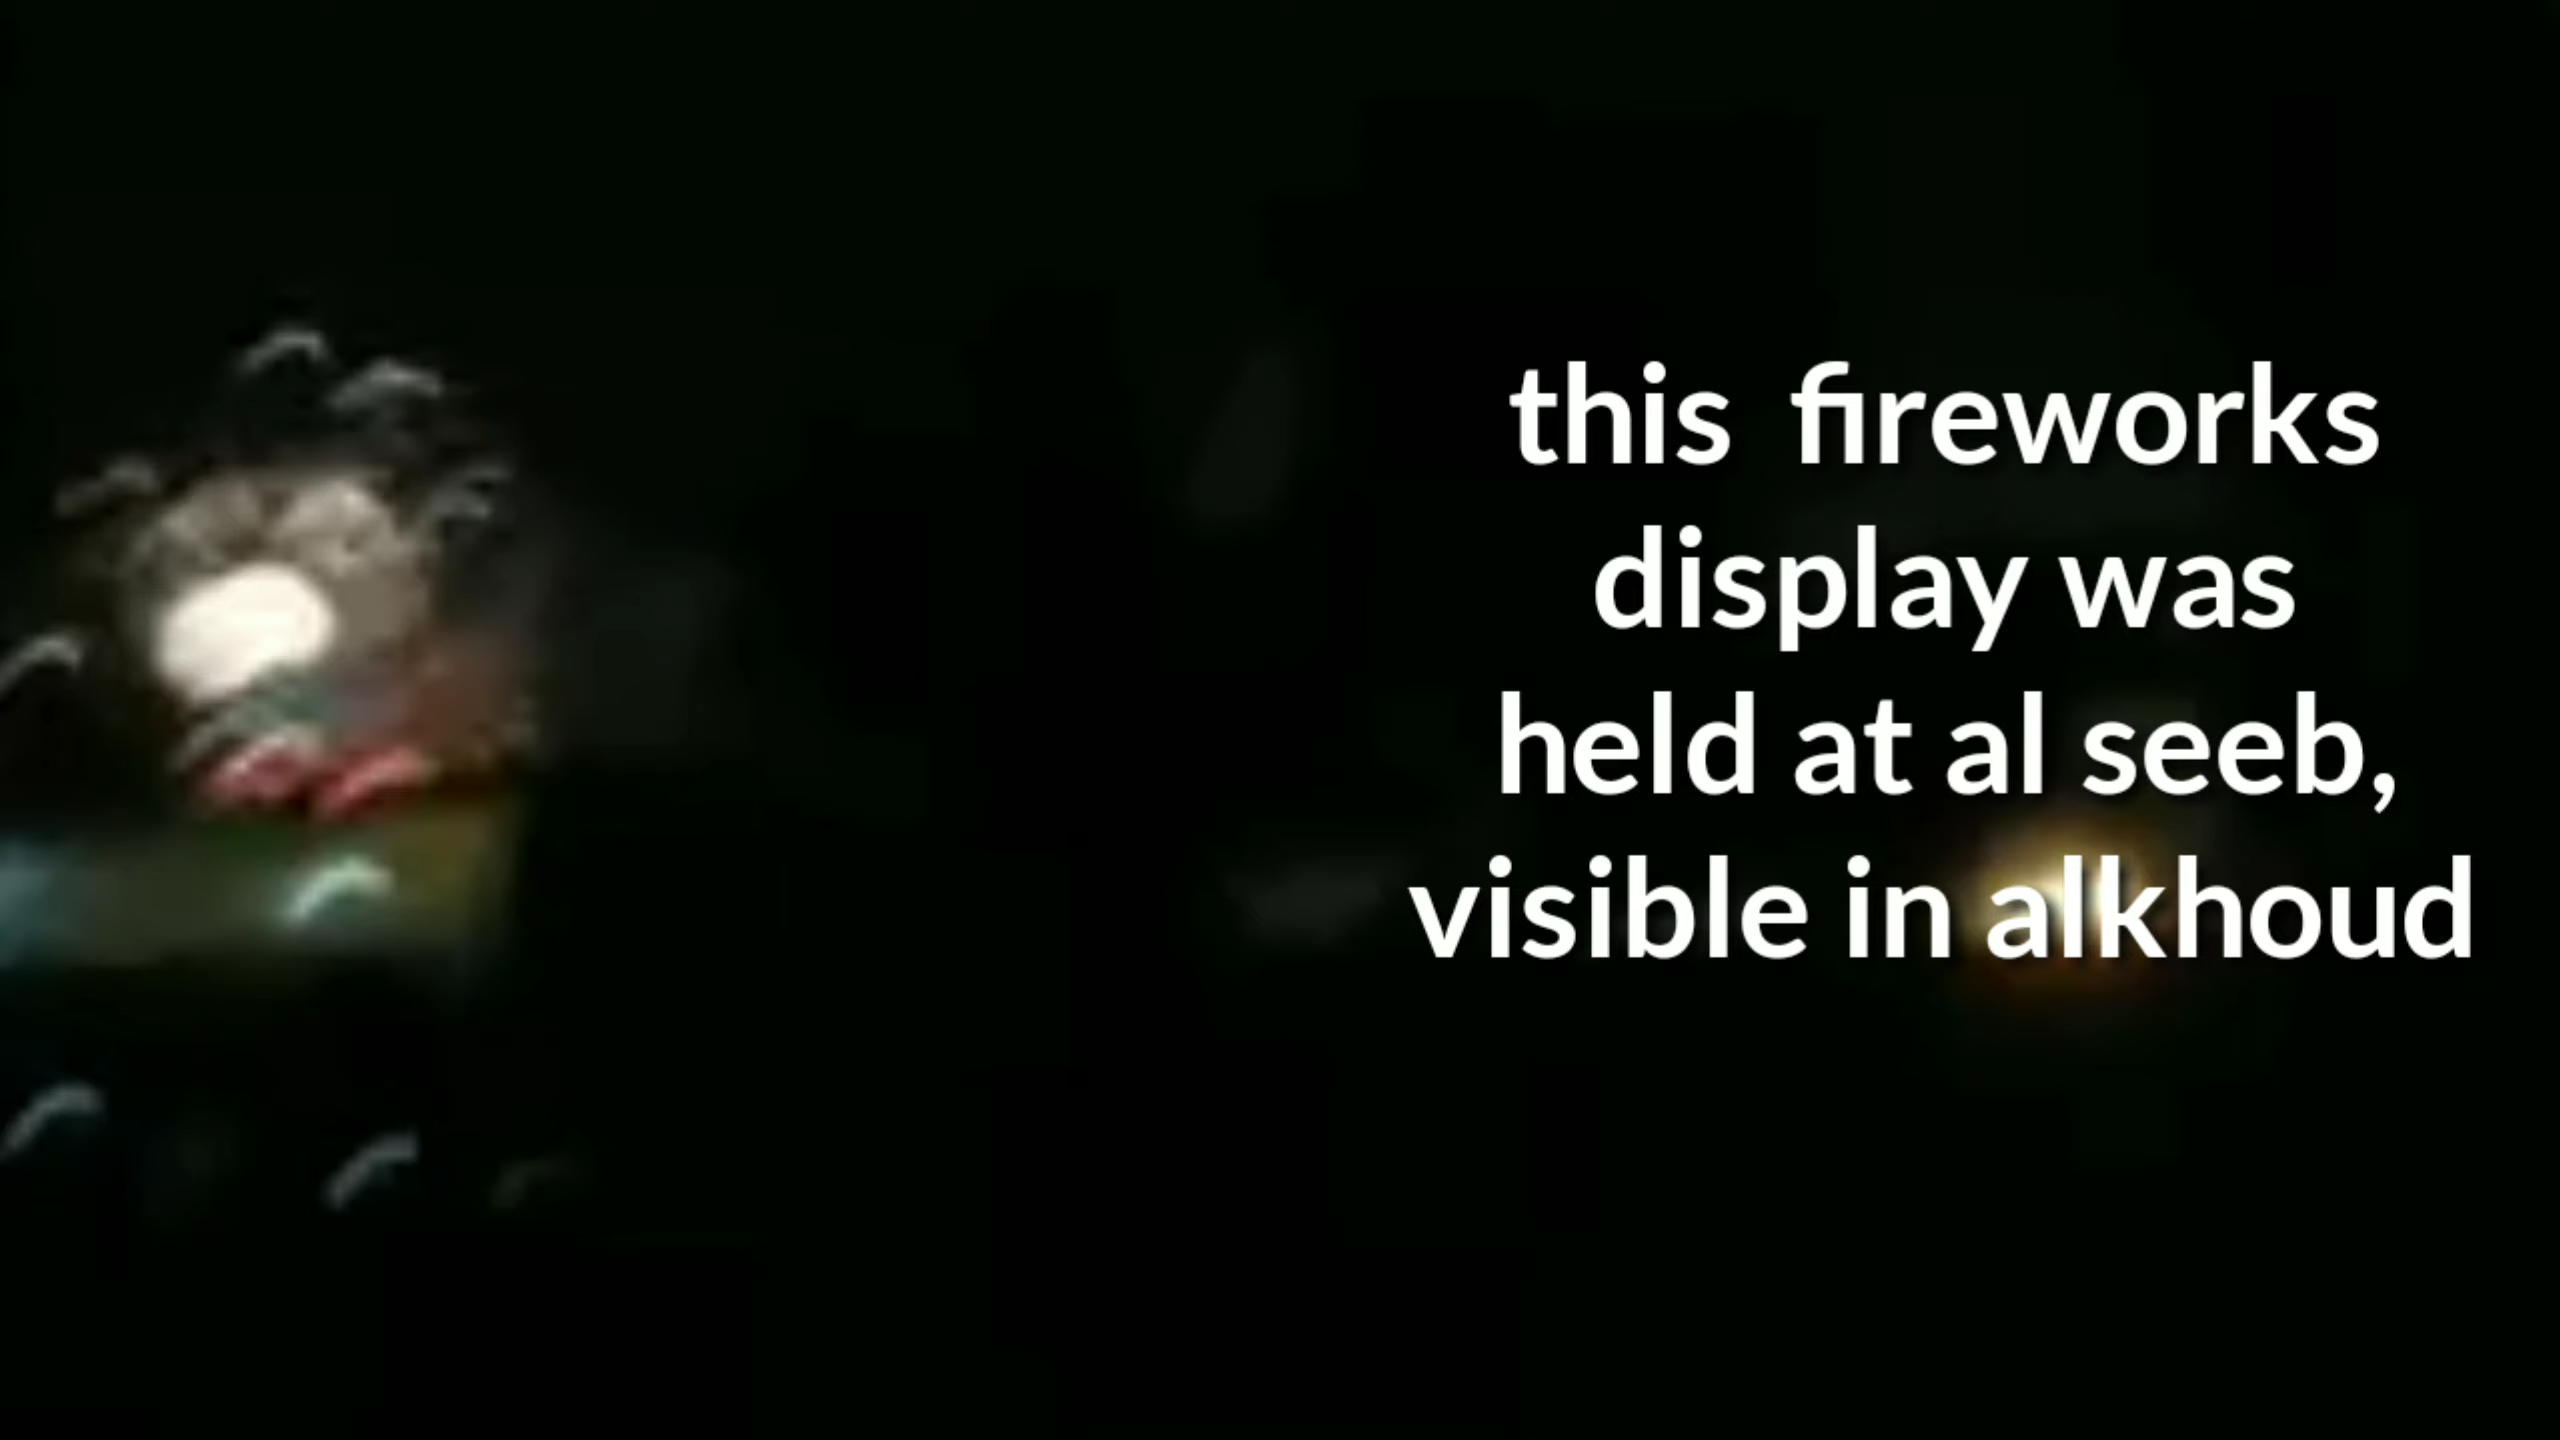 this  fireworks
display was
held at al seeb,
visible in alkhoud